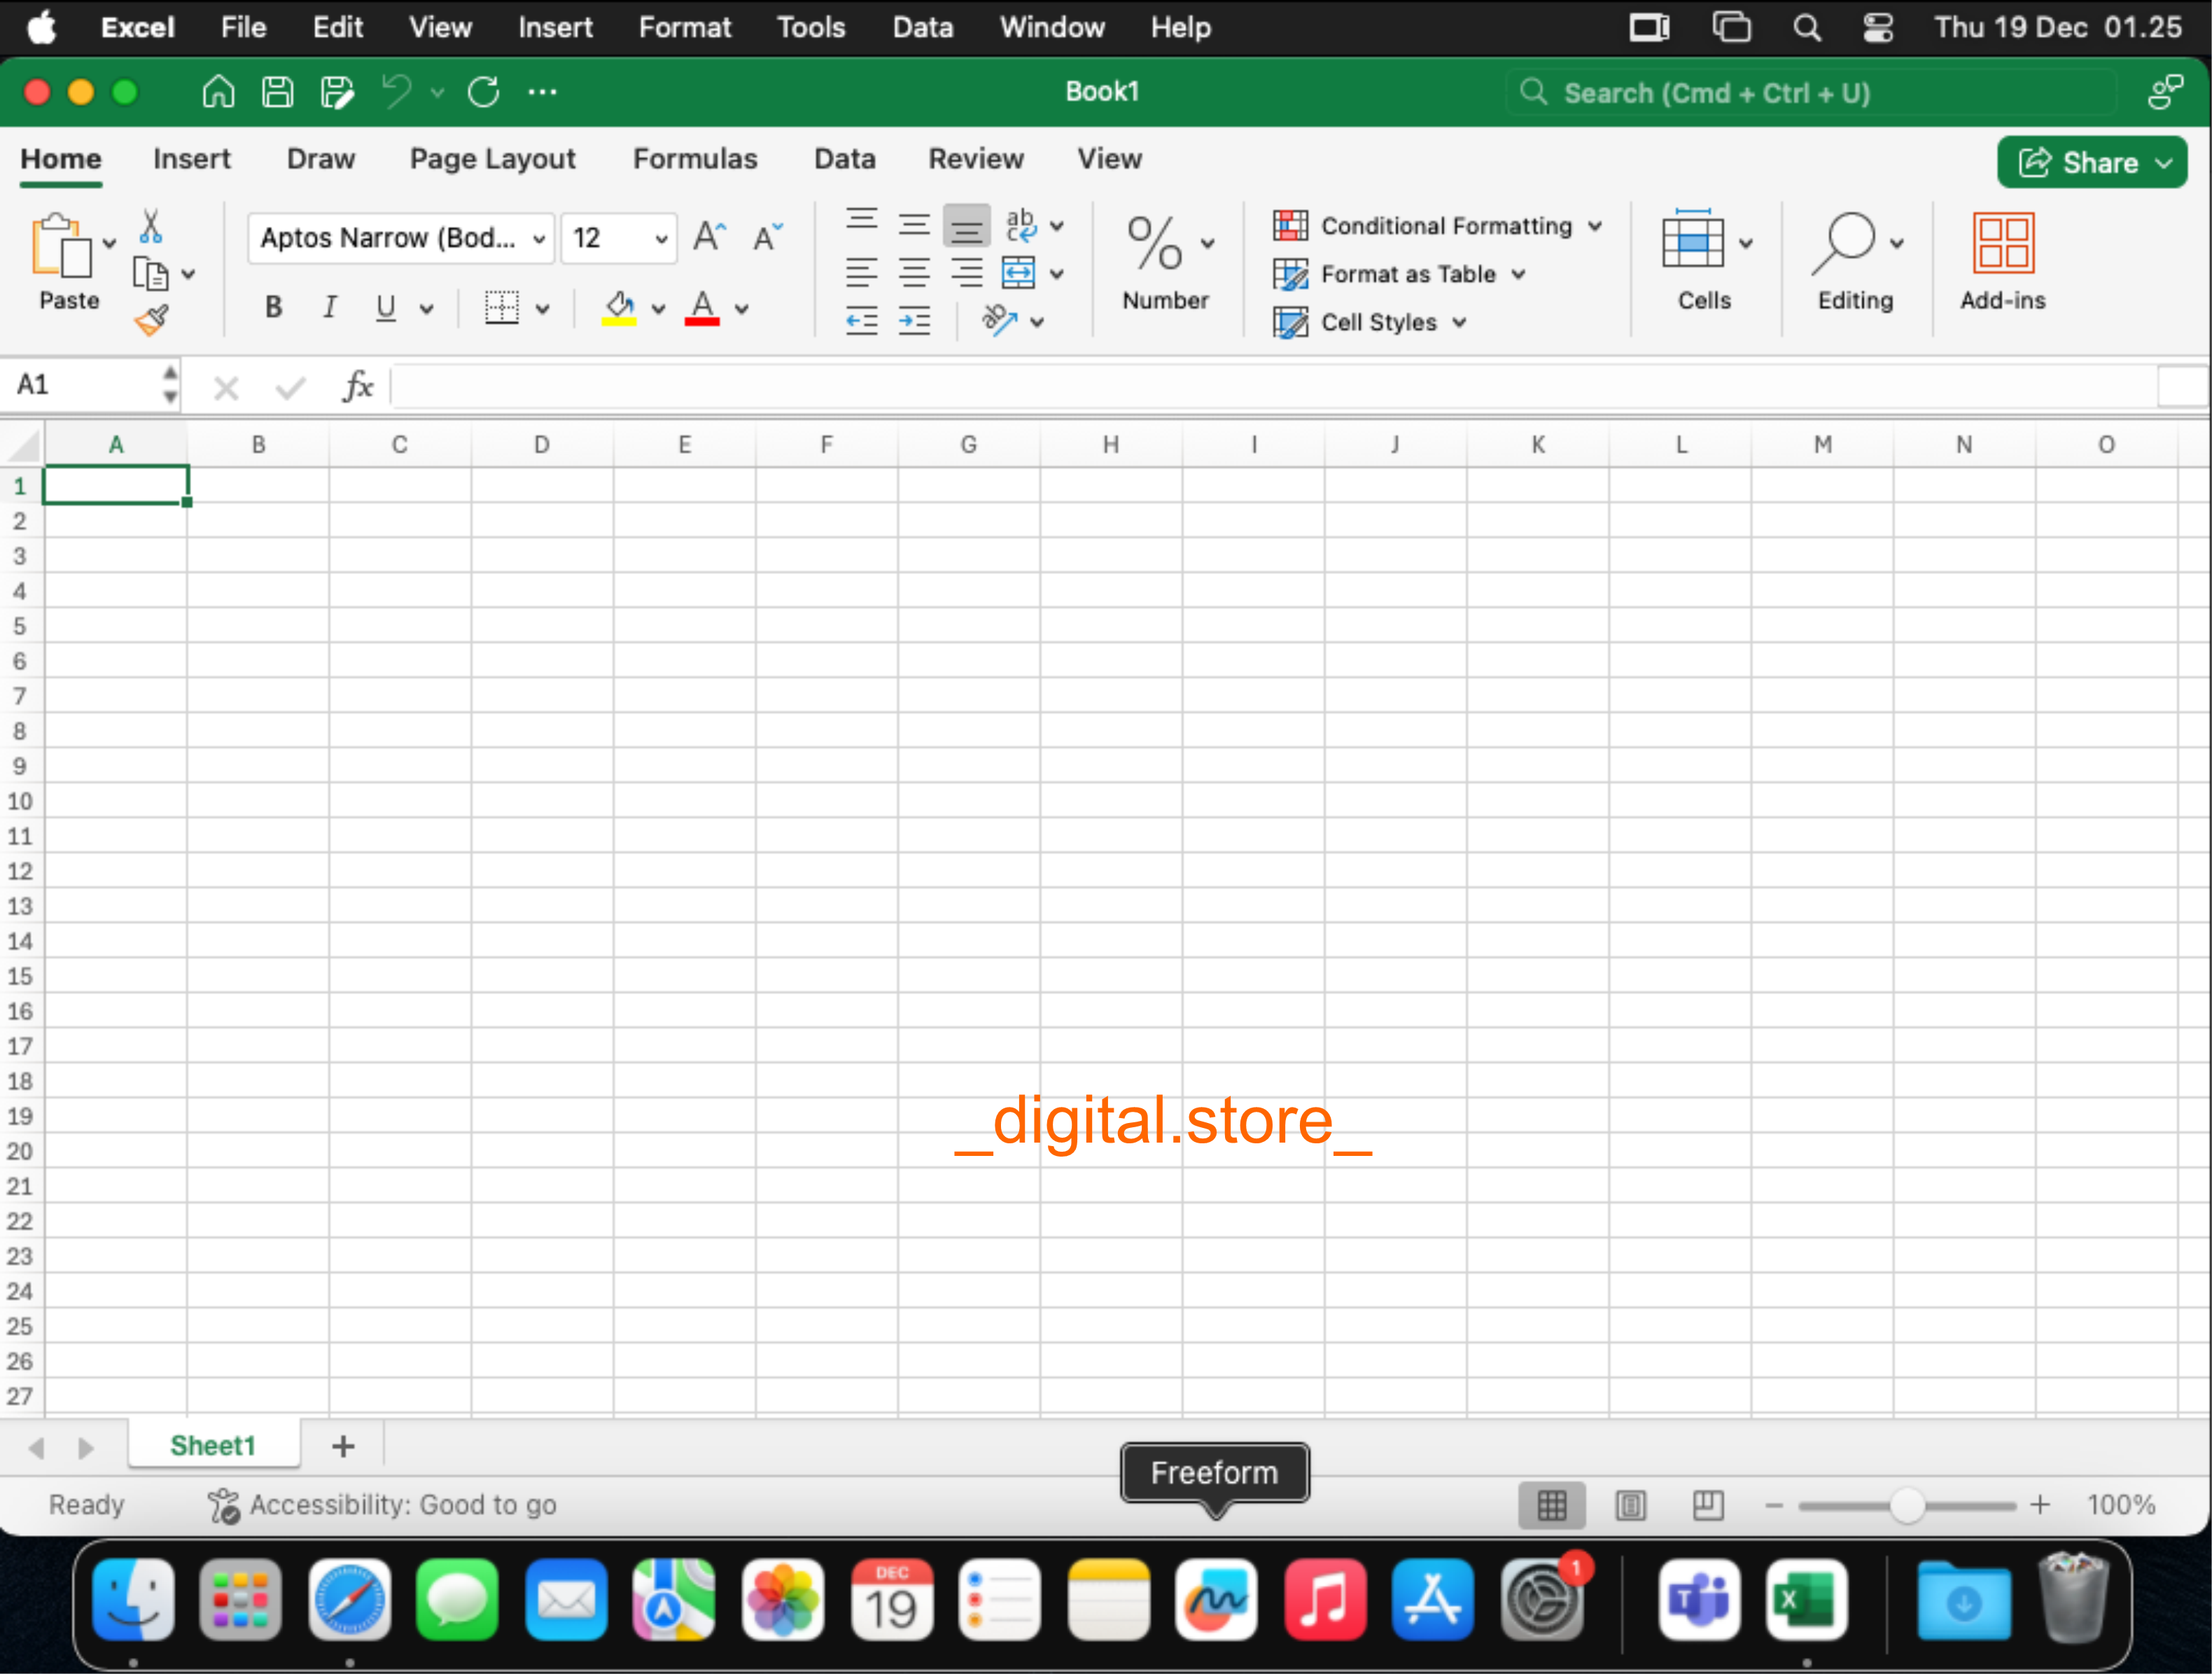 Excel File Edit View Insert Format Tools Data Window Help Thu 19 Dec 01.25
Book1 Search (Cmd + Ctrl + U)
Home Insert Draw Page Layout Formulas Data Review View Share
Paste
Aptos Narrow (Bod... 12
B I U
Number
Conditional Formatting
Format as Table
Cell Styles
Cells
Editing
Add-ins
A1 fx
A B C D E F G H I J K L M N O
1
2
3
4
5
6
7
8
9
10
11
12
13
14
15
16
17
18
19
_digital.store_
20
21
22
23
24
25
26
27
Sheet1
Freeform
Ready Accessibility: Good to go 100%
DEC
19
1